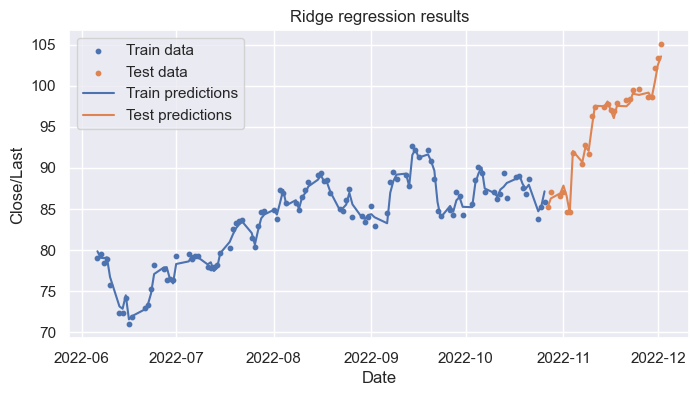 Ridge regression results
Train data
Test data
Train predictions
Test predictions
Close/Last
105
100
95
90
85
80
75
70
2022-06
2022-07
2022-08
2022-09
2022-10
2022-11
2022-12
Date